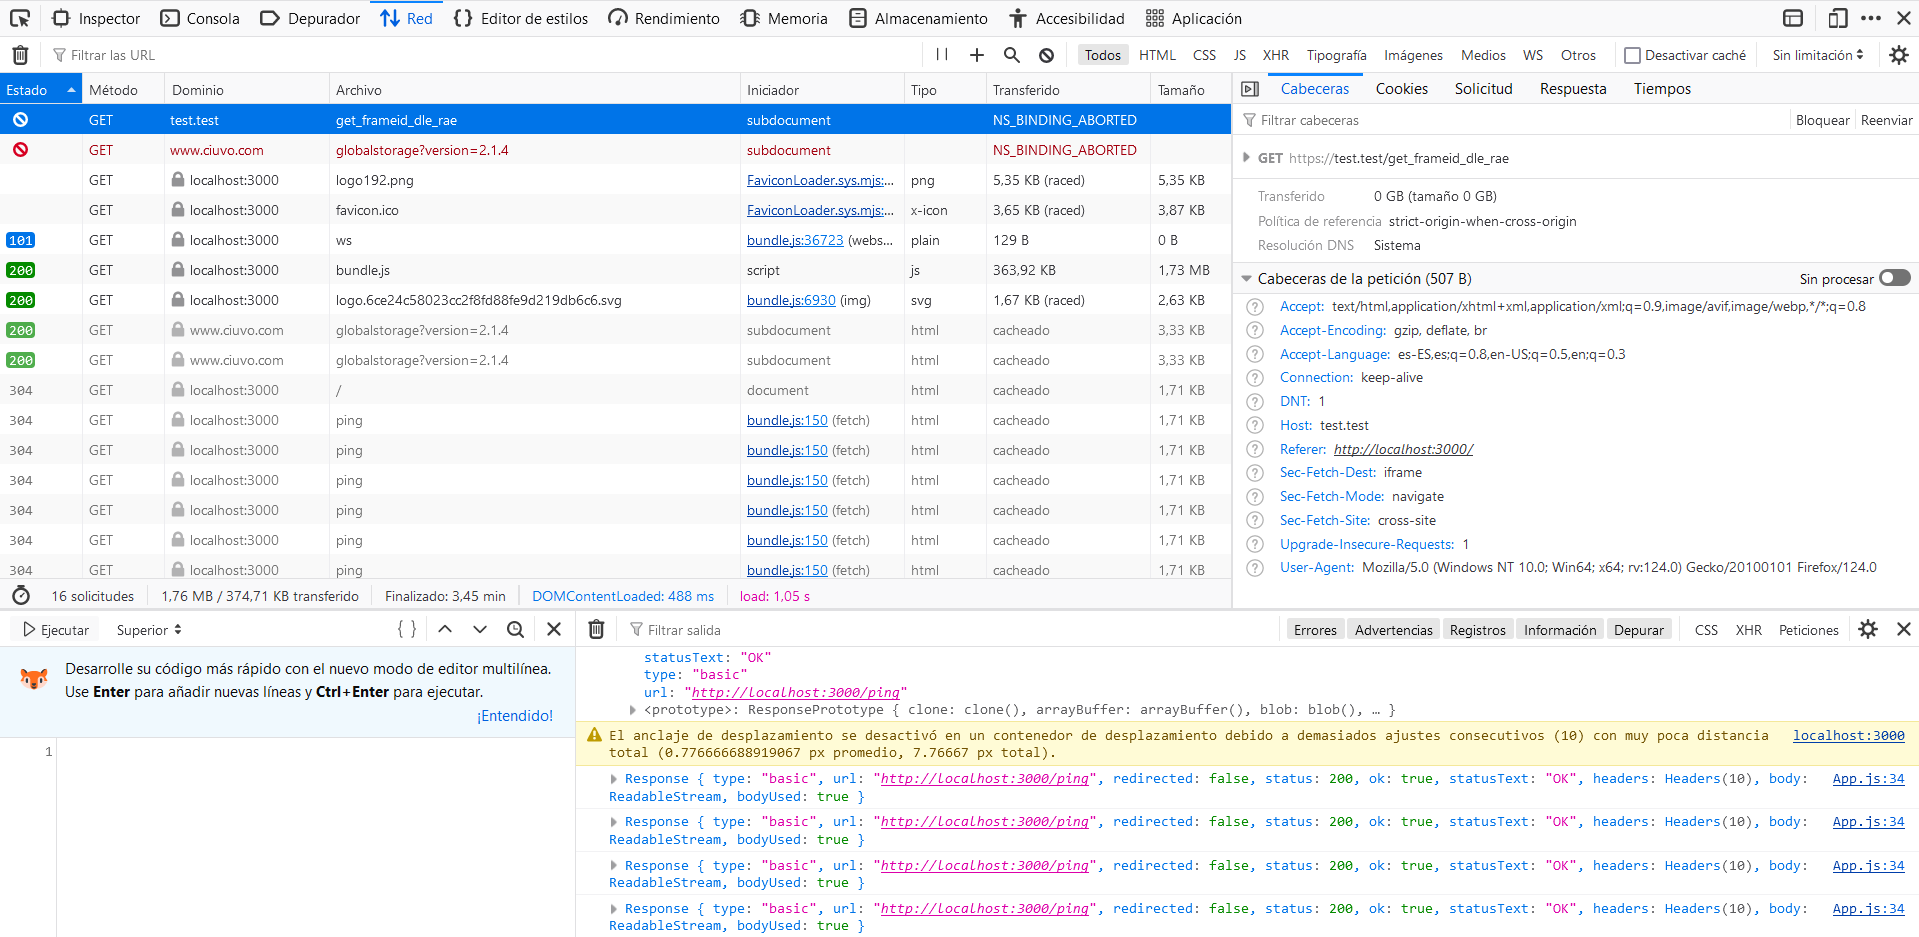 Inspector Consola Depurador Red Editor de estilos Rendimiento Memoria Almacenamiento Accesibilidad Aplicación
Filtrar las URL Todos HTML CSS JS XHR Tipografía Imágenes Medios WS Otros Desactivar caché Sin limitación
Estado Método Dominio Archivo Iniciador Tipo Transferido Tamaño
GET test.test get_frameid_dle_rae subdocument NS_BINDING_ABORTED
GET www.ciuvo.com globalstorage?version=2.1.4 subdocument NS_BINDING_ABORTED
GET localhost:3000 logo192.png FaviconLoader.sys.mjs:... png 5,35 KB (raced) 5,35 KB
GET localhost:3000 favicon.ico FaviconLoader.sys.mjs:... x-icon 3,65 KB (raced) 3,87 KB
101 GET localhost:3000 ws bundle.js:36723 (webs... plain 129 B 0 B
200 GET localhost:3000 bundle.js script js 363,92 KB 1,73 MB
200 GET localhost:3000 logo.6ce24c58023cc2f8fd88fe9d219db6c6.svg bundle.js:6930 (img) svg 1,67 KB (raced) 2,63 KB
200 GET www.ciuvo.com globalstorage?version=2.1.4 subdocument html cacheado 3,33 KB
200 GET www.ciuvo.com globalstorage?version=2.1.4 subdocument html cacheado 3,33 KB
304 GET localhost:3000 / document html cacheado 1,71 KB
304 GET localhost:3000 ping bundle.js:150 (fetch) html cacheado 1,71 KB
304 GET localhost:3000 ping bundle.js:150 (fetch) html cacheado 1,71 KB
304 GET localhost:3000 ping bundle.js:150 (fetch) html cacheado 1,71 KB
304 GET localhost:3000 ping bundle.js:150 (fetch) html cacheado 1,71 KB
304 GET localhost:3000 ping bundle.js:150 (fetch) html cacheado 1,71 KB
304 GET localhost:3000 ping bundle.js:150 (fetch) html cacheado 1,71 KB
16 solicitudes 1,76 MB / 374,71 KB transferido Finalizado: 3,45 min DOMContentLoaded: 488 ms load: 1,05 s
Cabeceras Cookies Solicitud Respuesta Tiempos
Filtrar cabeceras Bloquear Reenviar
GET https://test.test/get_frameid_dle_rae
Transferido 0 GB (tamaño 0 GB)
Política de referencia strict-origin-when-cross-origin
Resolución DNS Sistema
Cabeceras de la petición (507 B) Sin procesar
Accept: text/html,application/xhtml+xml,application/xml;q=0.9,image/avif,image/webp,*/*;q=0.8
Accept-Encoding: gzip, deflate, br
Accept-Language: es-ES,es;q=0.8,en-US;q=0.5,en;q=0.3
Connection: keep-alive
DNT: 1
Host: test.test
Referer: http://localhost:3000/
Sec-Fetch-Dest: iframe
Sec-Fetch-Mode: navigate
Sec-Fetch-Site: cross-site
Upgrade-Insecure-Requests: 1
User-Agent: Mozilla/5.0 (Windows NT 10.0; Win64; x64; rv:124.0) Gecko/20100101 Firefox/124.0
Ejecutar Superior { }
Desarrolle su código más rápido con el nuevo modo de editor multilínea.
Use Enter para añadir nuevas líneas y Ctrl+Enter para ejecutar.
¡Entendido!
1
Filtrar salida Errores Advertencias Registros Información Depurar CSS XHR Peticiones
statusText: "OK"
type: "basic"
url: "http://localhost:3000/ping"
<prototype>: ResponsePrototype { clone: clone(), arrayBuffer: arrayBuffer(), blob: blob(), … }
El anclaje de desplazamiento se desactivó en un contenedor de desplazamiento debido a demasiados ajustes consecutivos (10) con muy poca distancia localhost:3000
total (0.776666688919067 px promedio, 7.76667 px total).
Response { type: "basic", url: "http://localhost:3000/ping", redirected: false, status: 200, ok: true, statusText: "OK", headers: Headers(10), body: App.js:34
ReadableStream, bodyUsed: true }
Response { type: "basic", url: "http://localhost:3000/ping", redirected: false, status: 200, ok: true, statusText: "OK", headers: Headers(10), body: App.js:34
ReadableStream, bodyUsed: true }
Response { type: "basic", url: "http://localhost:3000/ping", redirected: false, status: 200, ok: true, statusText: "OK", headers: Headers(10), body: App.js:34
ReadableStream, bodyUsed: true }
Response { type: "basic", url: "http://localhost:3000/ping", redirected: false, status: 200, ok: true, statusText: "OK", headers: Headers(10), body: App.js:34
ReadableStream, bodyUsed: true }